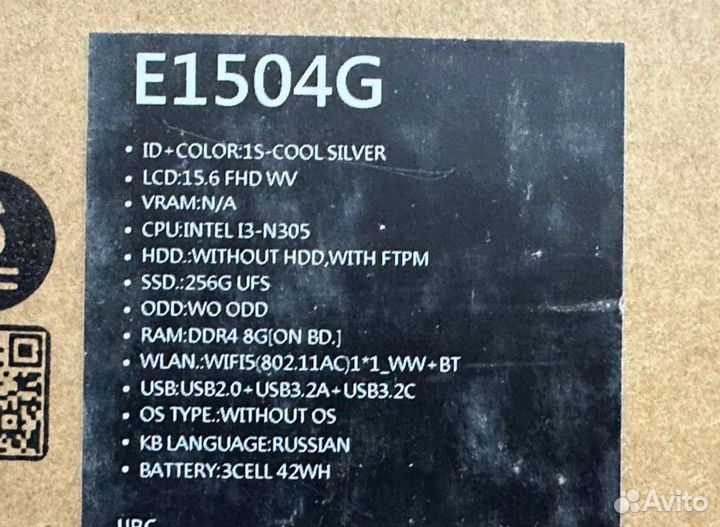 E1504G
• ID+COLOR:1S-COOL SILVER
• LCD:15.6 FHD WV
• VRAM:N/A
• CPU:INTEL I3-N305
• HDD.:WITHOUT HDD,WITH FTPM
• SSD.:256G UFS
• ODD:WO ODD
• RAM:DDR4 8G[ON BD.]
• WLAN.:WIFI5(802.11AC)1*1_WW+BT
• USB:USB2.0+USB3.2A+USB3.2C
• OS TYPE.:WITHOUT OS
• KB LANGUAGE:RUSSIAN
• BATTERY:3CELL 42WH
Avito